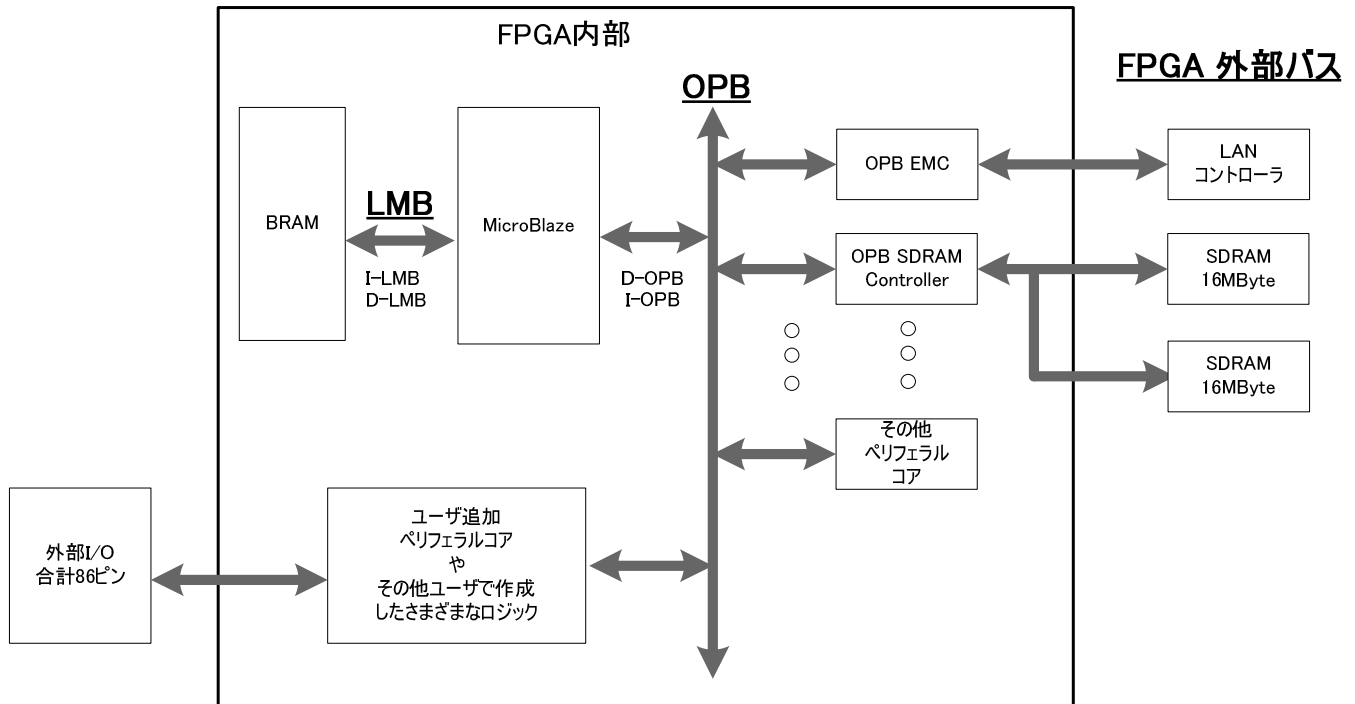 FPGA内部
FPGA 外部バス
OPB
BRAM
LMB
I-LMB
D-LMB
MicroBlaze
D-OPB
I-OPB
OPB EMC
LAN
コントローラ
OPB SDRAM
Controller
SDRAM
16MByte
SDRAM
16MByte
その他
ペリフェラル
コア
外部I/O
合計86ピン
ユーザ追加
ペリフェラルコア
や
その他ユーザで作成
したさまざまなロジック